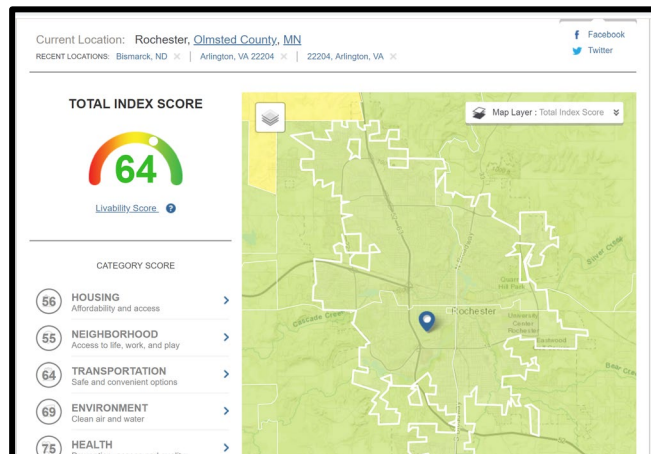 Current Location: Rochester, Olmsted County, MN
Facebook
Twitter
RECENT LOCATIONS: Bismarck, ND × | Arlington, VA 22204 × | 22204, Arlington, VA ×
TOTAL INDEX SCORE
64
Livability Score ?
CATEGORY SCORE
56 HOUSING
Affordability and access
55 NEIGHBORHOOD
Access to life, work, and play
64 TRANSPORTATION
Safe and convenient options
69 ENVIRONMENT
Clean air and water
75 HEALTH
Map Layer : Total Index Score
Silver Creek
Quarry
Hill Park
Rochester
University
Center
Rochester
Cascade Creek
Eastwood
Bear Creek